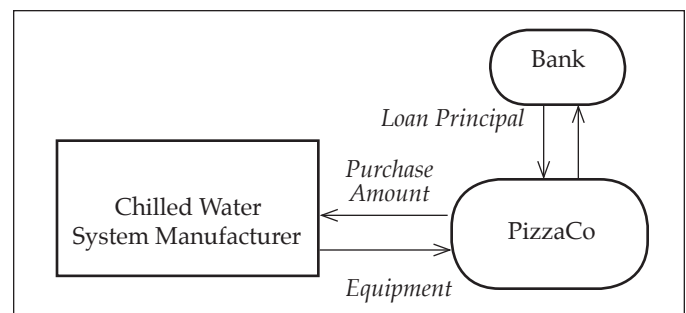 Bank
Loan Principal
Purchase
Amount
Chilled Water
System Manufacturer
PizzaCo
Equipment